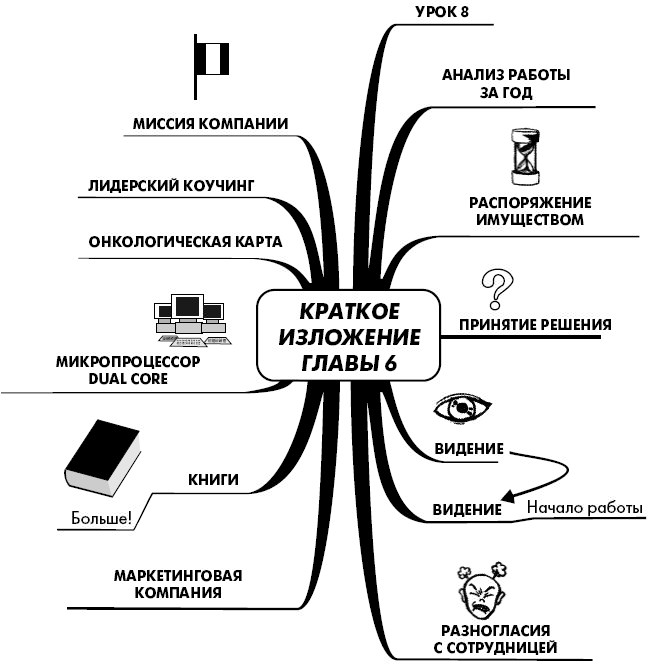 УРОК 8
АНАЛИЗ РАБОТЫ
ЗА ГОД
РАСПОРЯЖЕНИЕ
ИМУЩЕСТВОМ
ПРИНЯТИЕ РЕШЕНИЯ
ВИДЕНИЕ
ВИДЕНИЕ
Начало работы
РАЗНОГЛАСИЯ
С СОТРУДНИЦЕЙ
МАРКЕТИНГОВАЯ
КОМПАНИЯ
КНИГИ
Больше!
МИКРОПРОЦЕССОР
DUAL CORE
ОНКОЛОГИЧЕСКАЯ КАРТА
ЛИДЕРСКИЙ КОУЧИНГ
МИССИЯ КОМПАНИИ
КРАТКОЕ
ИЗЛОЖЕНИЕ
ГЛАВЫ 6